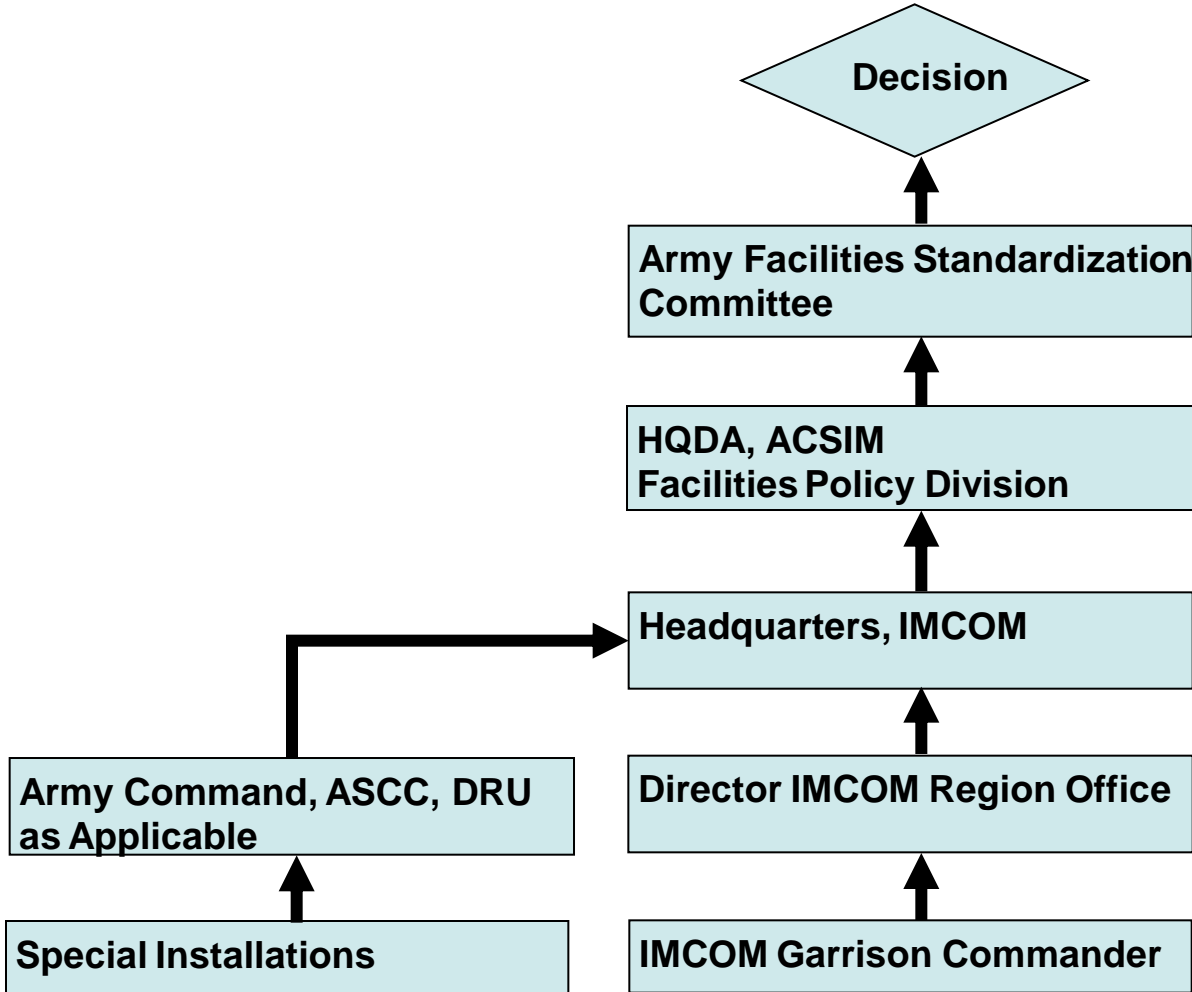 Decision
Army Facilities Standardization
Committee
HQDA, ACSIM
Facilities Policy Division
Headquarters, IMCOM
Army Command, ASCC, DRU
as Applicable
Director IMCOM Region Office
Special Installations
IMCOM Garrison Commander